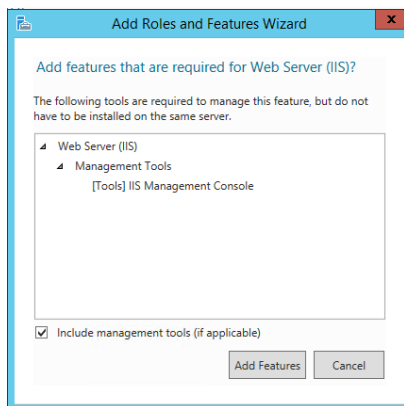 Add Roles and Features Wizard
x
Add features that are required for Web Server (IIS)?
The following tools are required to manage this feature, but do not
have to be installed on the same server.
Web Server (IIS)
Management Tools
[Tools] IIS Management Console
Include management tools (if applicable)
Add Features Cancel